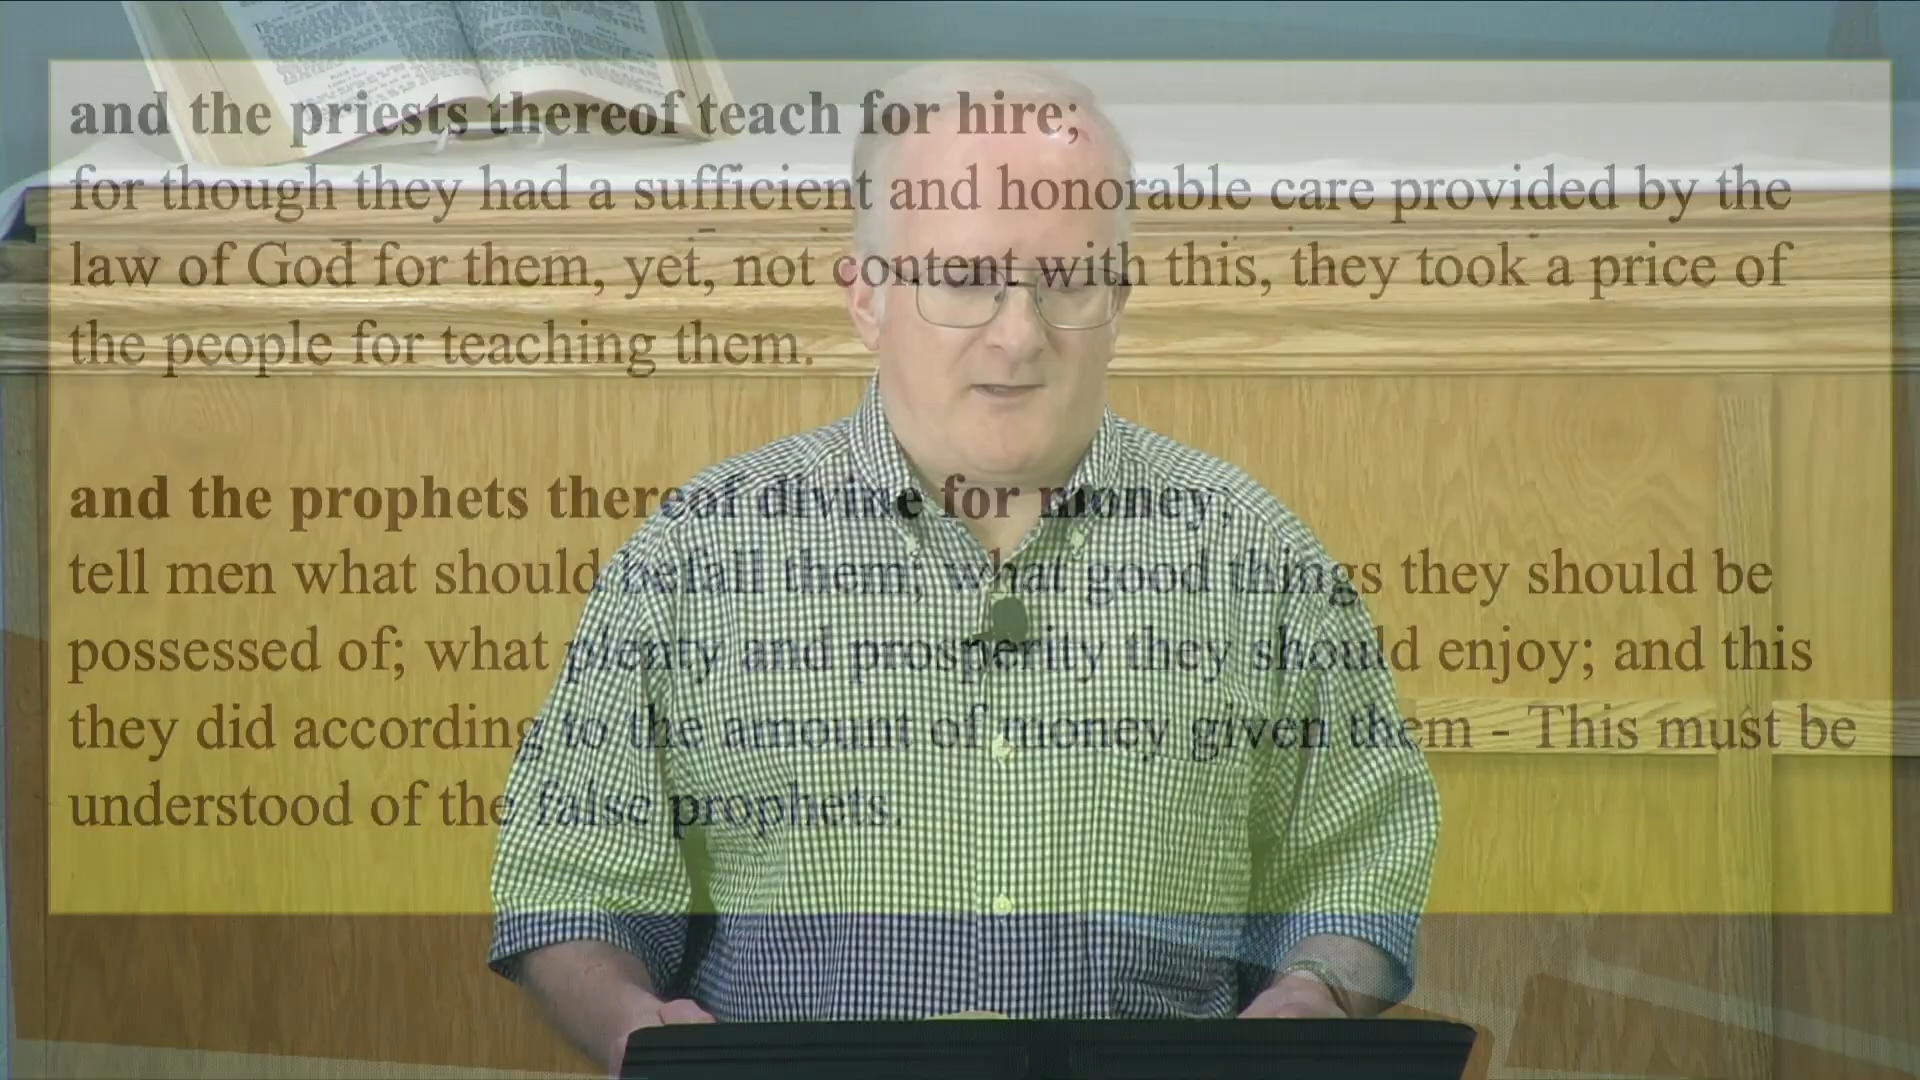 and the priests thereof teach for hire;
for though they had a sufficient and honorable care provided by the
law of God for them, yet, not content with this, they took a price of
the people for teaching them.
and the prophets thereof divine for money;
tell men what should befall them; what good things they should be
possessed of; what plenty and prosperity they should enjoy; and this
they did according to the amount of money given them - This must be
understood of the false prophets.